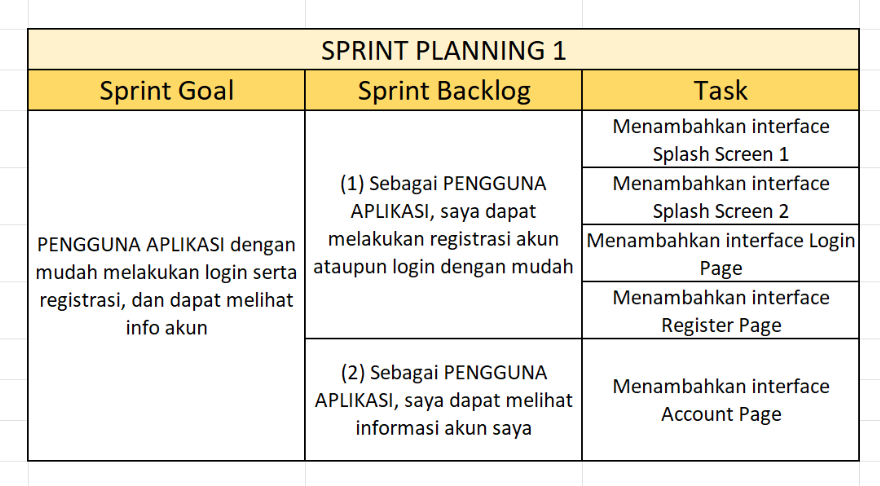 SPRINT PLANNING 1
Sprint Goal
Sprint Backlog
Task
PENGGUNA APLIKASI dengan
mudah melakukan login serta
registrasi, dan dapat melihat
info akun
(1) Sebagai PENGGUNA
APLIKASI, saya dapat
melakukan registrasi akun
ataupun login dengan mudah
Menambahkan interface
Splash Screen 1
Menambahkan interface
Splash Screen 2
Menambahkan interface Login
Page
Menambahkan interface
Register Page
(2) Sebagai PENGGUNA
APLIKASI, saya dapat melihat
informasi akun saya
Menambahkan interface
Account Page